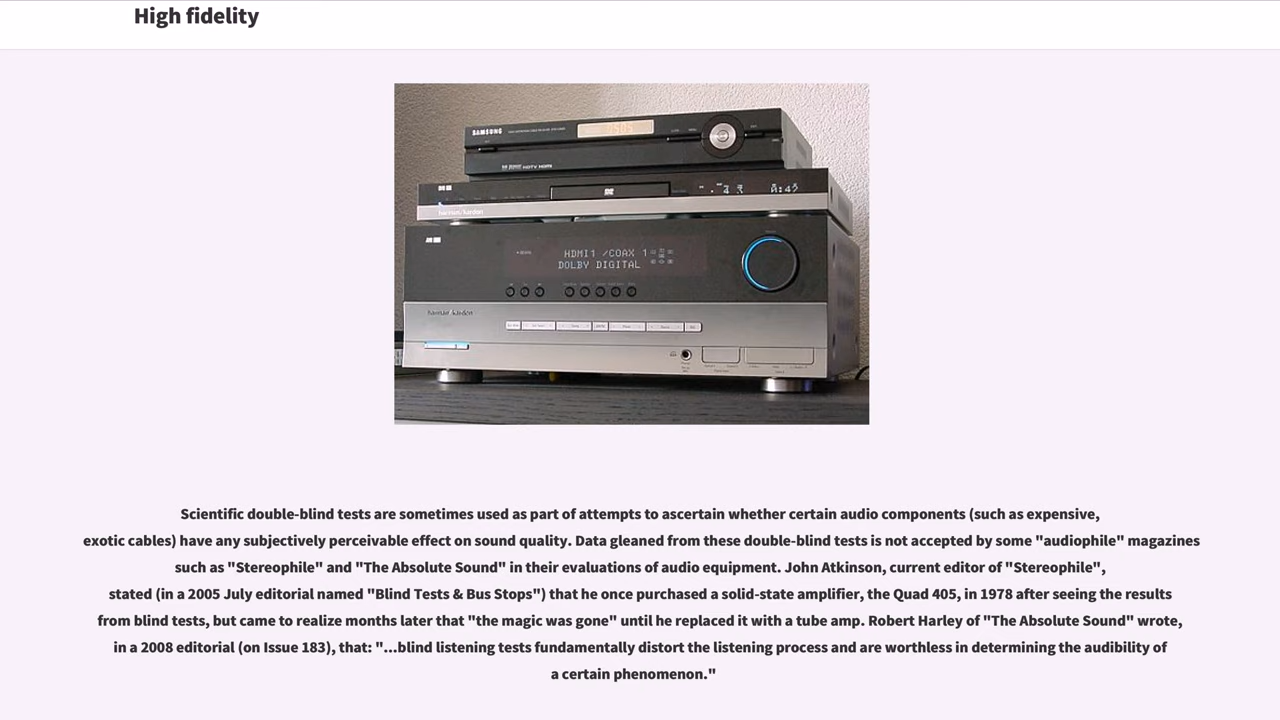 High fidelity
SAMSUNG
HDTV HDMI
harman/kardon
HDMI1 /COAX 1
DOLBY DIGITAL
harman/kardon
Scientific double-blind tests are sometimes used as part of attempts to ascertain whether certain audio components (such as expensive,
exotic cables) have any subjectively perceivable effect on sound quality. Data gleaned from these double-blind tests is not accepted by some "audiophile" magazines
such as "Stereophile" and "The Absolute Sound" in their evaluations of audio equipment. John Atkinson, current editor of "Stereophile",
stated (in a 2005 July editorial named "Blind Tests & Bus Stops") that he once purchased a solid-state amplifier, the Quad 405, in 1978 after seeing the results
from blind tests, but came to realize months later that "the magic was gone" until he replaced it with a tube amp. Robert Harley of "The Absolute Sound" wrote,
in a 2008 editorial (on Issue 183), that: "...blind listening tests fundamentally distort the listening process and are worthless in determining the audibility of
a certain phenomenon."